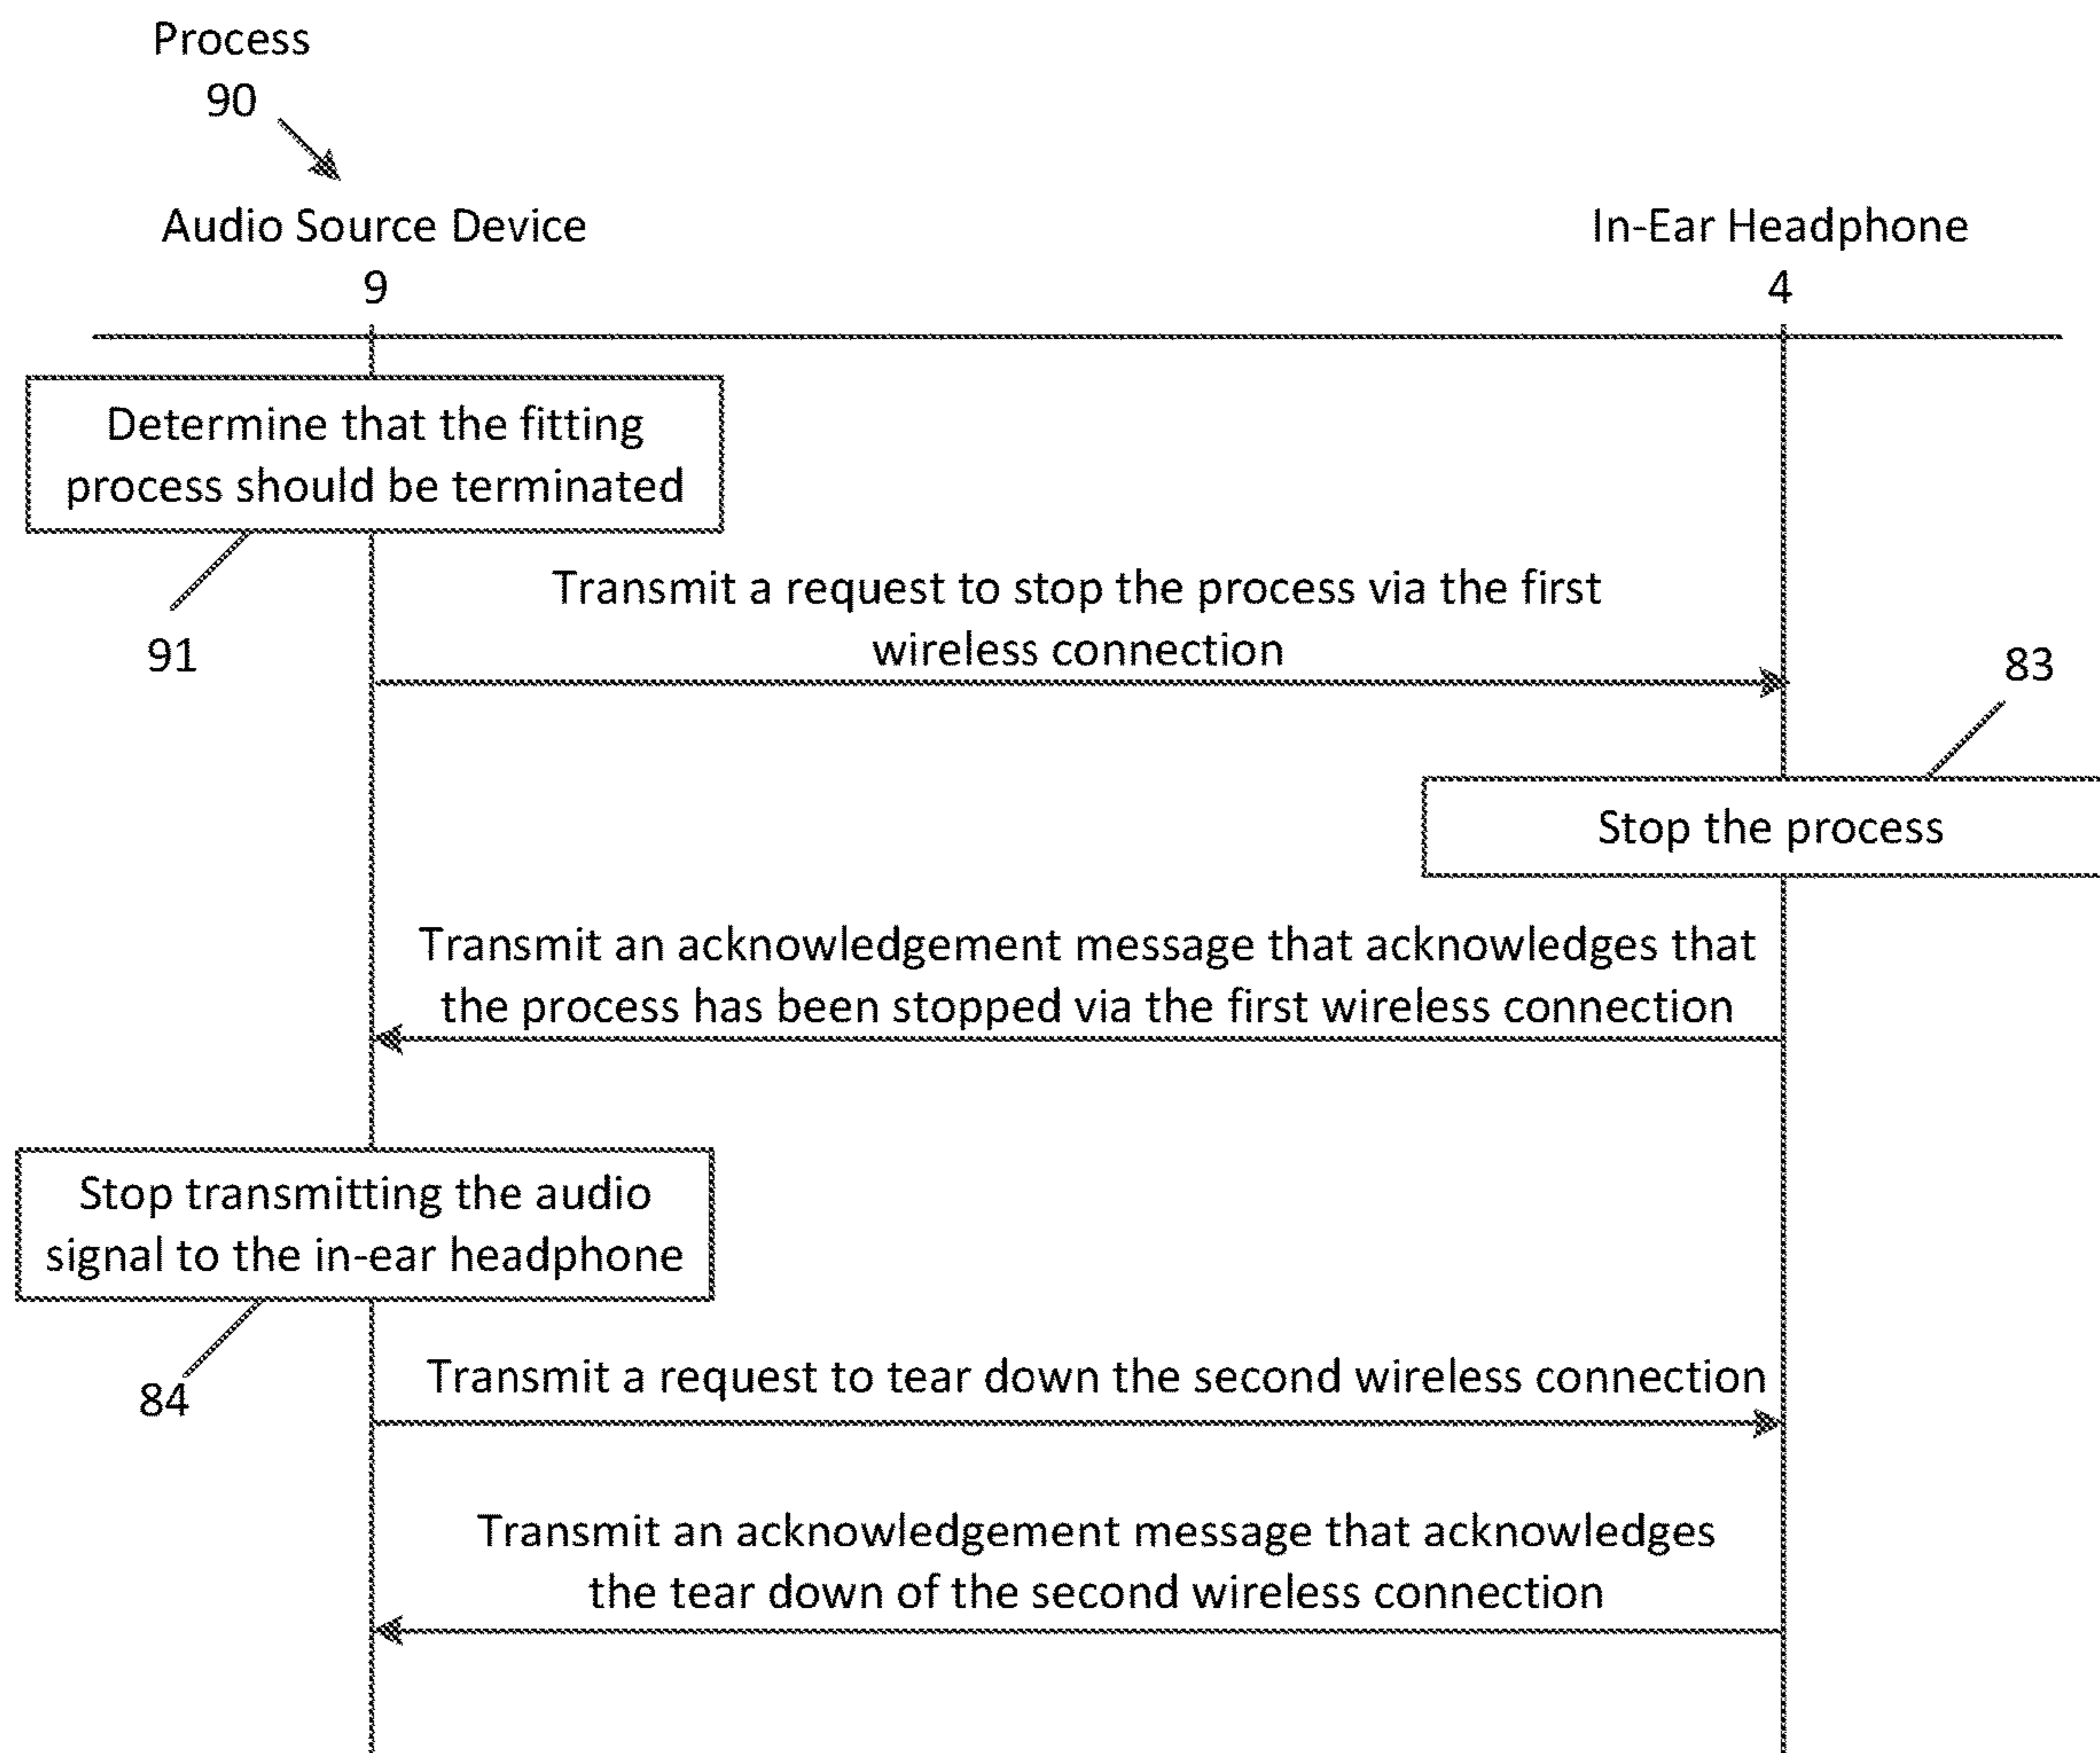 Process
90
Audio Source Device
9
In-Ear Headphone
4
Determine that the fitting
process should be terminated
91
Transmit a request to stop the process via the first
wireless connection
83
Stop the process
Transmit an acknowledgement message that acknowledges that
the process has been stopped via the first wireless connection
Stop transmitting the audio
signal to the in-ear headphone
84
Transmit a request to tear down the second wireless connection
Transmit an acknowledgement message that acknowledges
the tear down of the second wireless connection